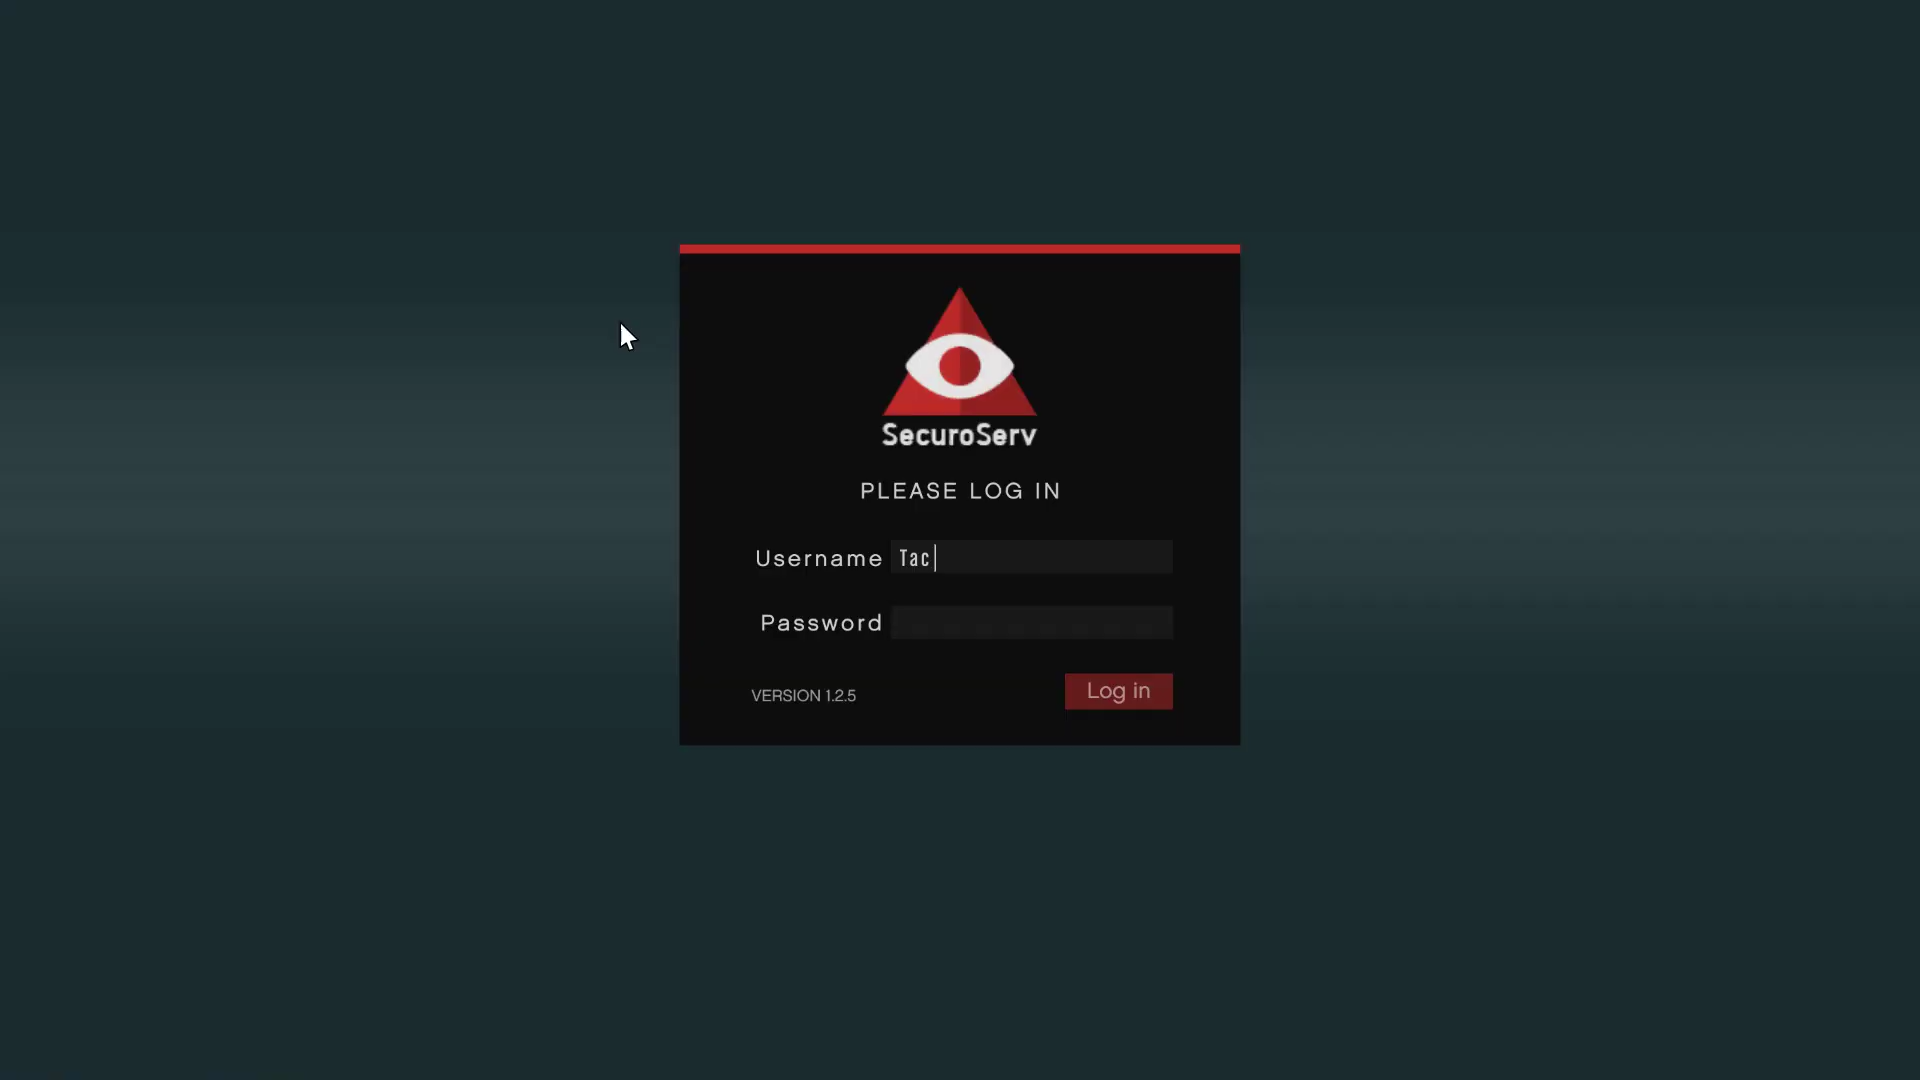 SecuroServ
PLEASE LOG IN
Username Tac
Password
VERSION 1.2.5 Log in